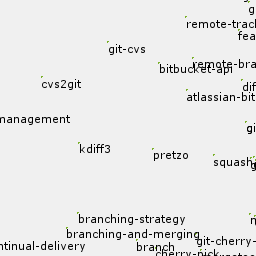 g
remote-track
fea
git-cvs
remote-bra
bitbucket-api
cvs2git
dif
atlassian-bit
management
gi
kdiff3
pretzo
squash
branching-strategy
branching-and-merging
git-cherry-
ntinual-delivery
branch
cherry-pick